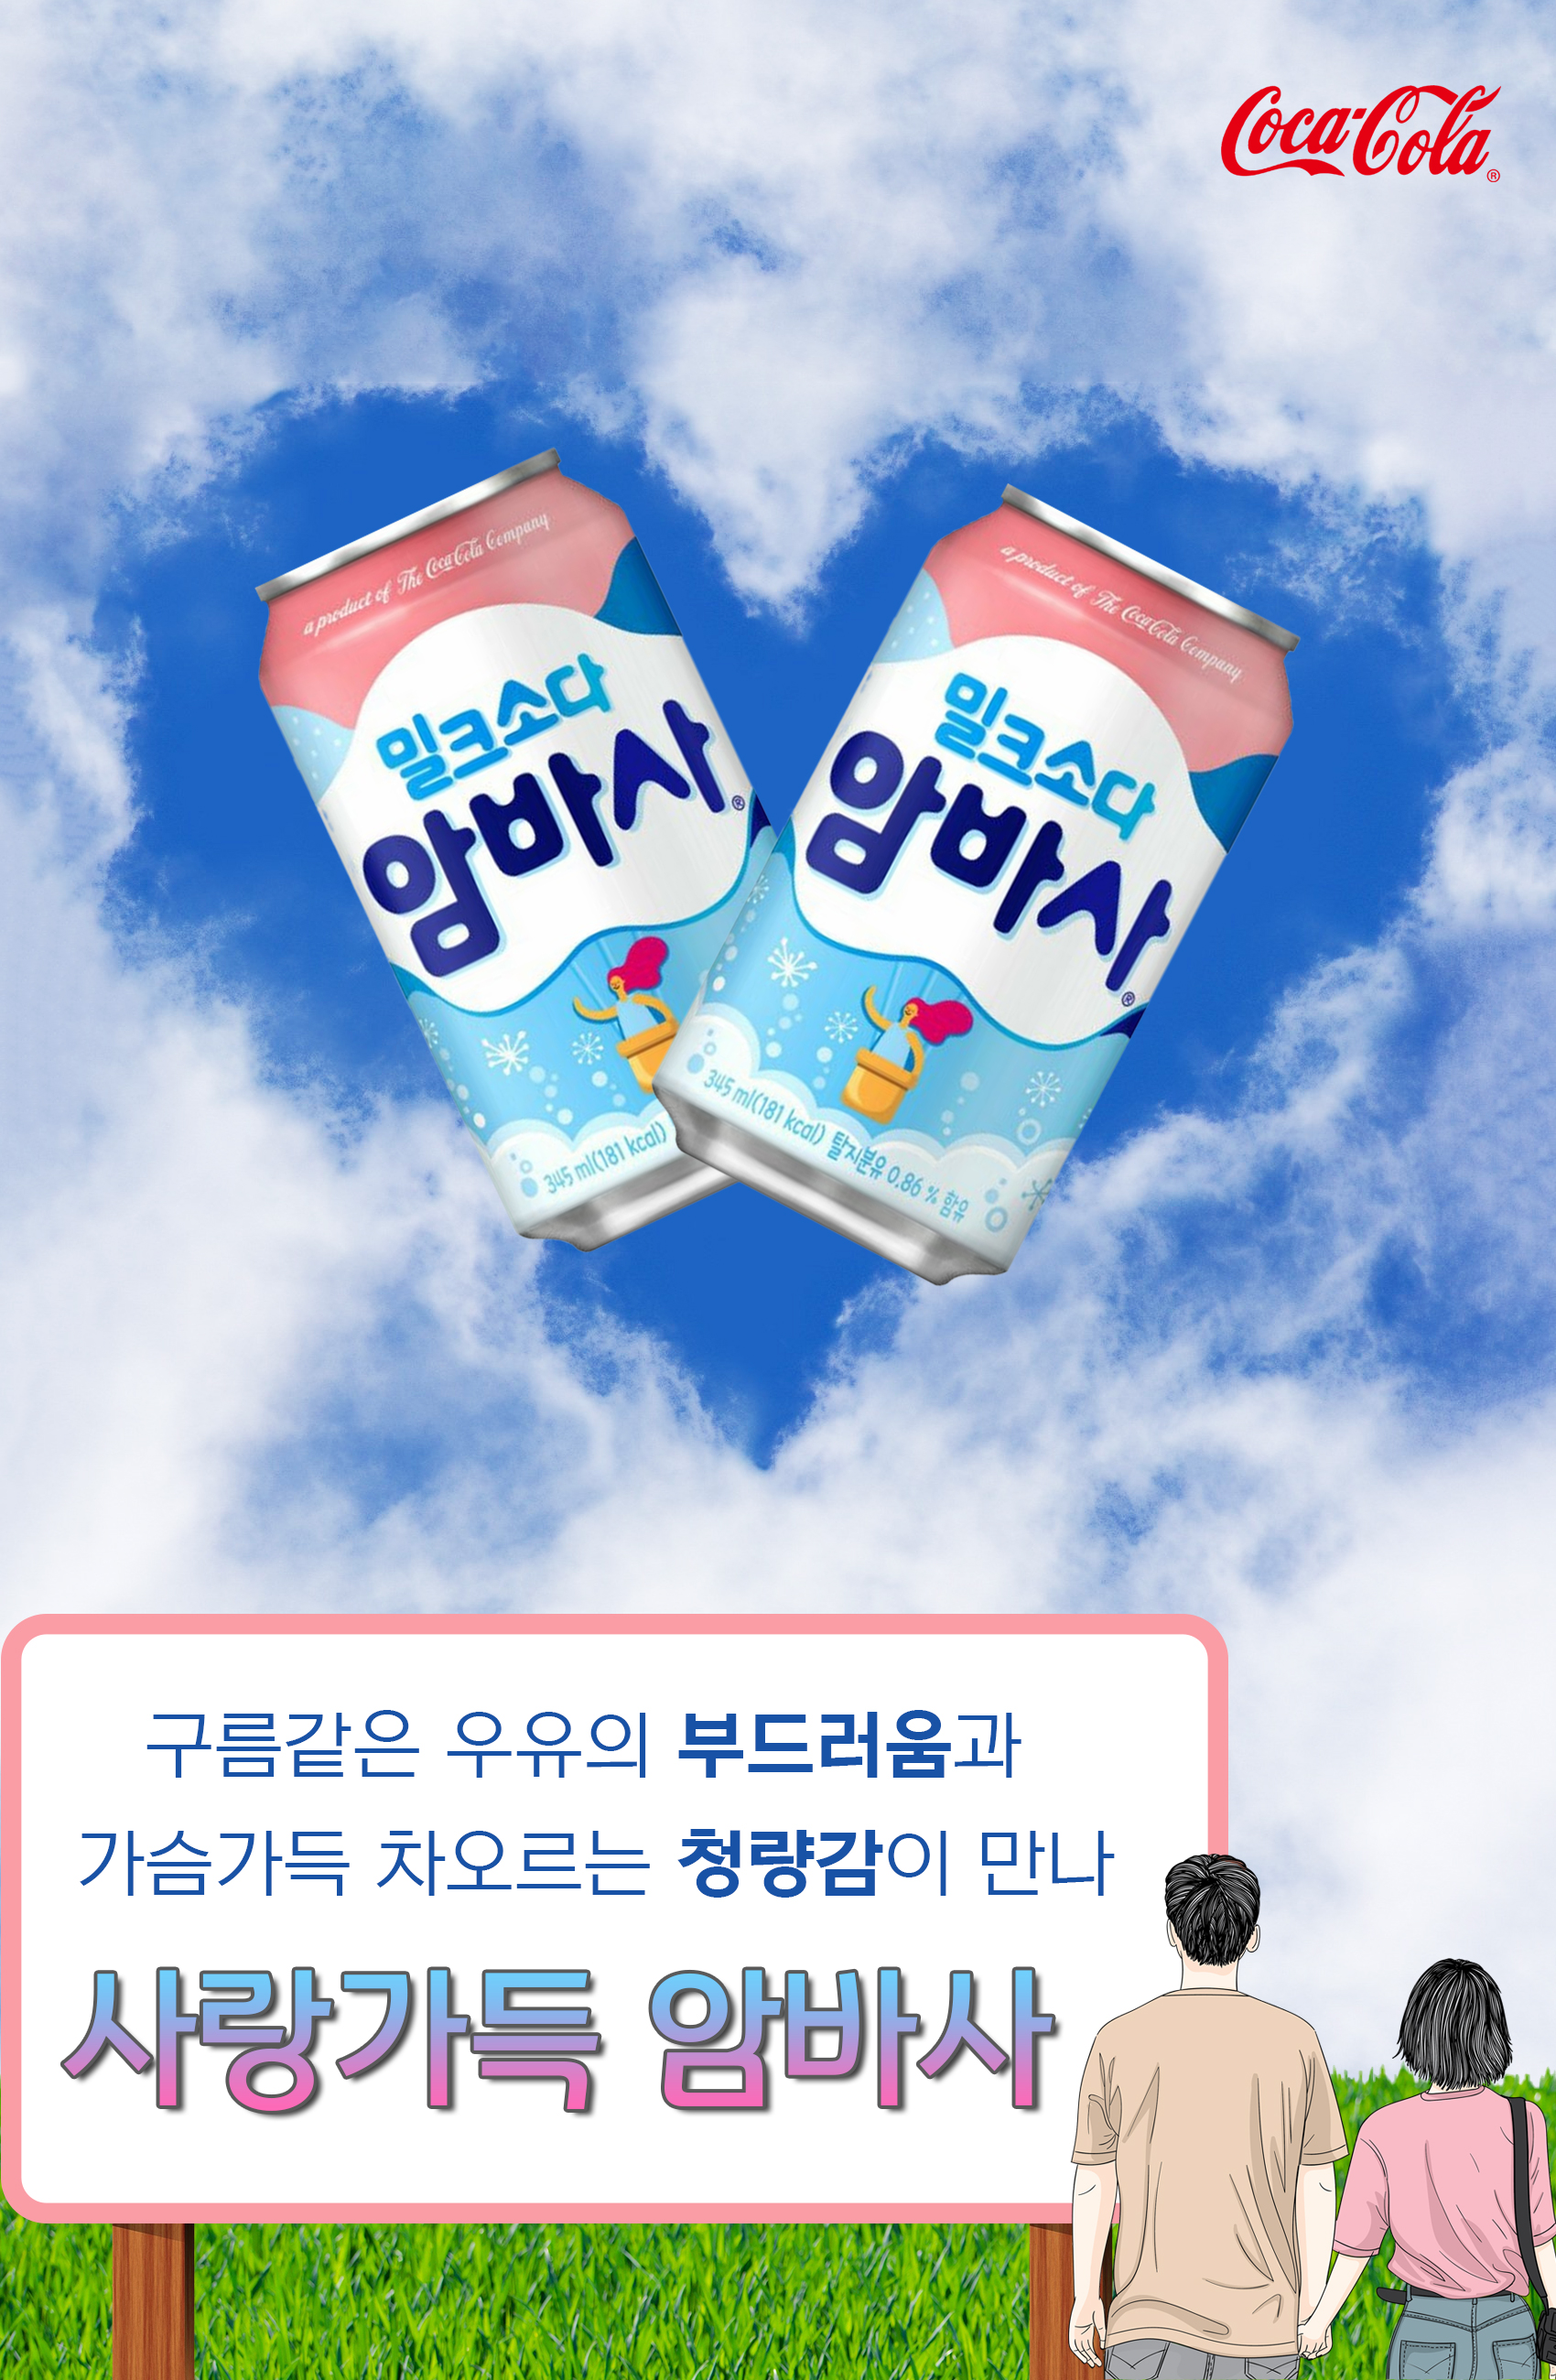 Coca-Cola®
a product of The Coca-Cola Company
밀크소다
암바사®
345 ml(181 kcal)
a product of The Coca-Cola Company
밀크소다
암바사®
345 ml(181 kcal) 탈지분유 0.86 % 함유
구름같은 우유의 부드러움과
가슴가득 차오르는 청량감이 만나
사랑가득 암바사